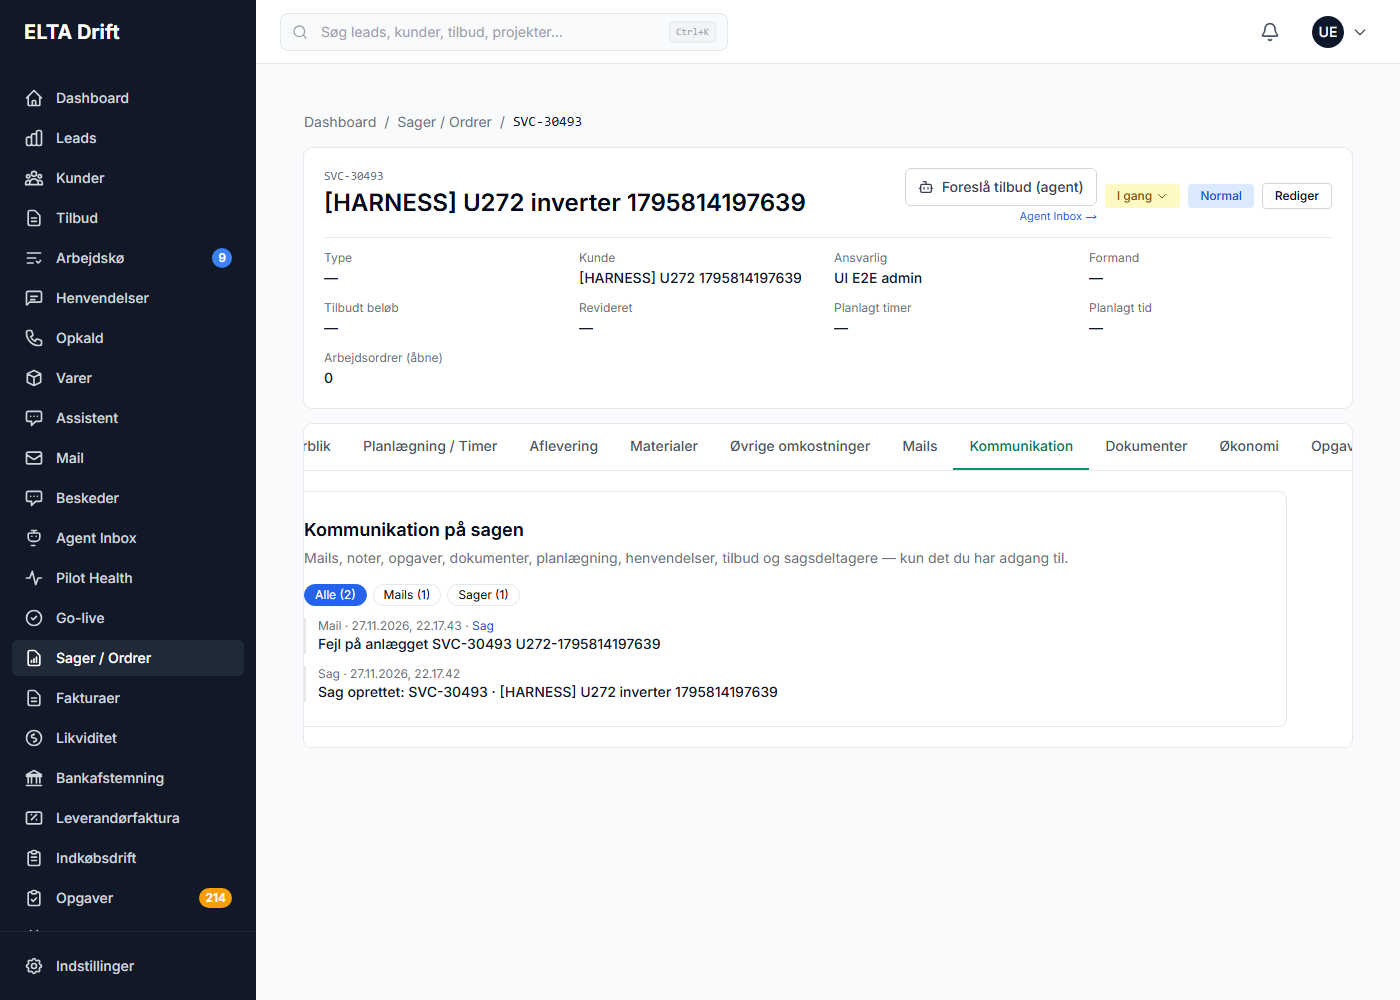 ELTA Drift
Søg leads, kunder, tilbud, projekter...
Ctrl+K
UE
Dashboard
Leads
Kunder
Tilbud
Arbejdskø
9
Henvendelser
Opkald
Varer
Assistent
Mail
Beskeder
Agent Inbox
Pilot Health
Go-live
Sager / Ordrer
Fakturaer
Likviditet
Bankafstemning
Leverandørfaktura
Indkøbsdrift
Opgaver
214
Indstillinger
Dashboard / Sager / Ordrer / SVC-30493
SVC-30493
[HARNESS] U272 inverter 1795814197639
Foreslå tilbud (agent)
Agent Inbox →
I gang
Normal
Rediger
Type
—
Kunde
[HARNESS] U272 1795814197639
Ansvarlig
UI E2E admin
Formand
—
Tilbudt beløb
—
Revideret
—
Planlagt timer
—
Planlagt tid
—
Arbejdsordrer (åbne)
0
rblik Planlægning / Timer Aflevering Materialer Øvrige omkostninger Mails Kommunikation Dokumenter Økonomi Opgav
Kommunikation på sagen
Mails, noter, opgaver, dokumenter, planlægning, henvendelser, tilbud og sagsdeltagere — kun det du har adgang til.
Alle (2) Mails (1) Sager (1)
Mail · 27.11.2026, 22.17.43 · Sag
Fejl på anlægget SVC-30493 U272-1795814197639
Sag · 27.11.2026, 22.17.42
Sag oprettet: SVC-30493 · [HARNESS] U272 inverter 1795814197639